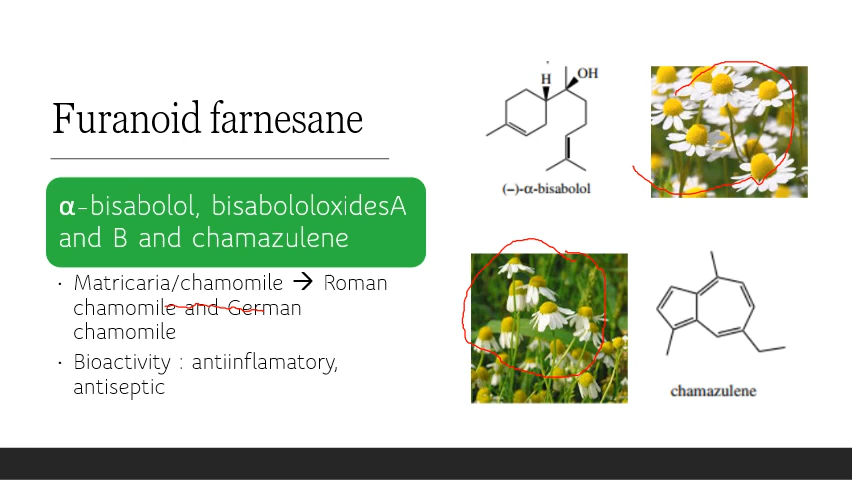 Furanoid farnesane
α-bisabolol, bisabololoxidesA
and B and chamazulene
• Matricaria/chamomile → Roman
chamomile and German
chamomile
• Bioactivity : antiinflamatory,
antiseptic
H
OH
(–)-α-bisabolol
chamazulene